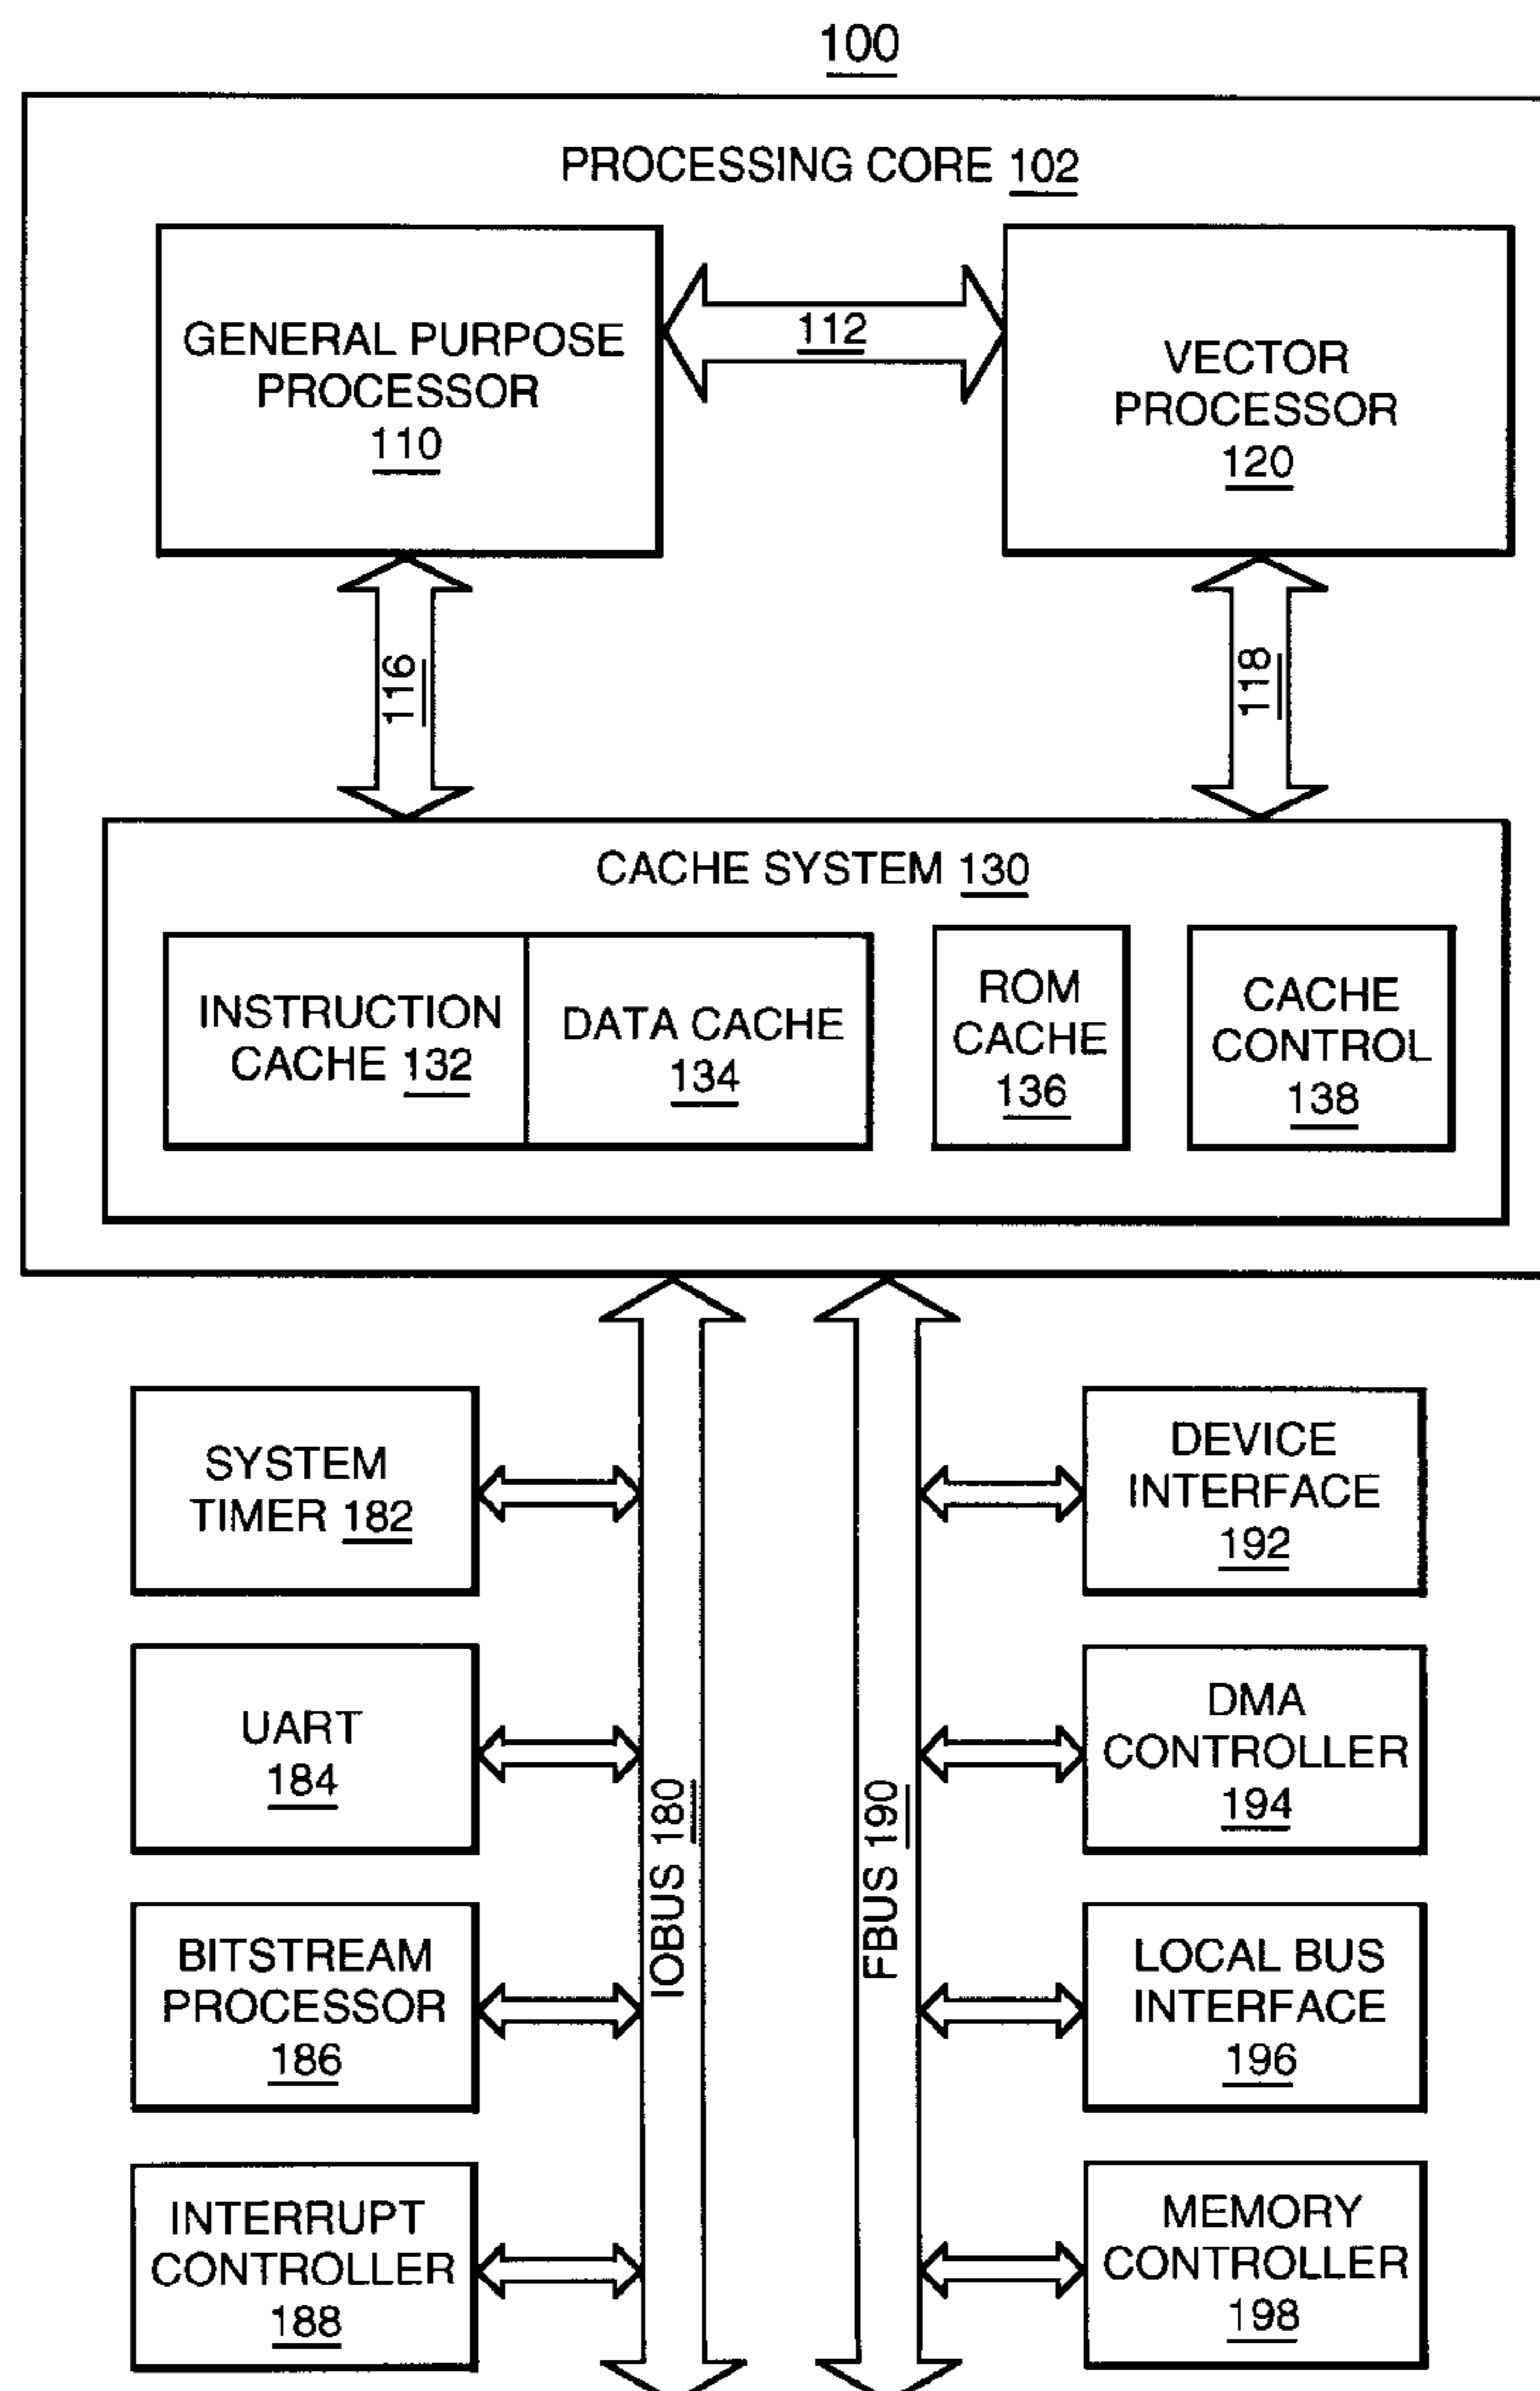 100
PROCESSING CORE 102
GENERAL PURPOSE
PROCESSOR
110
112
VECTOR
PROCESSOR
120
116
118
CACHE SYSTEM 130
INSTRUCTION
CACHE 132
DATA CACHE
134
ROM
CACHE
136
CACHE
CONTROL
138
SYSTEM
TIMER 182
UART
184
BITSTREAM
PROCESSOR
186
INTERRUPT
CONTROLLER
188
IOBUS 180
FBUS 190
DEVICE
INTERFACE
192
DMA
CONTROLLER
194
LOCAL BUS
INTERFACE
196
MEMORY
CONTROLLER
198